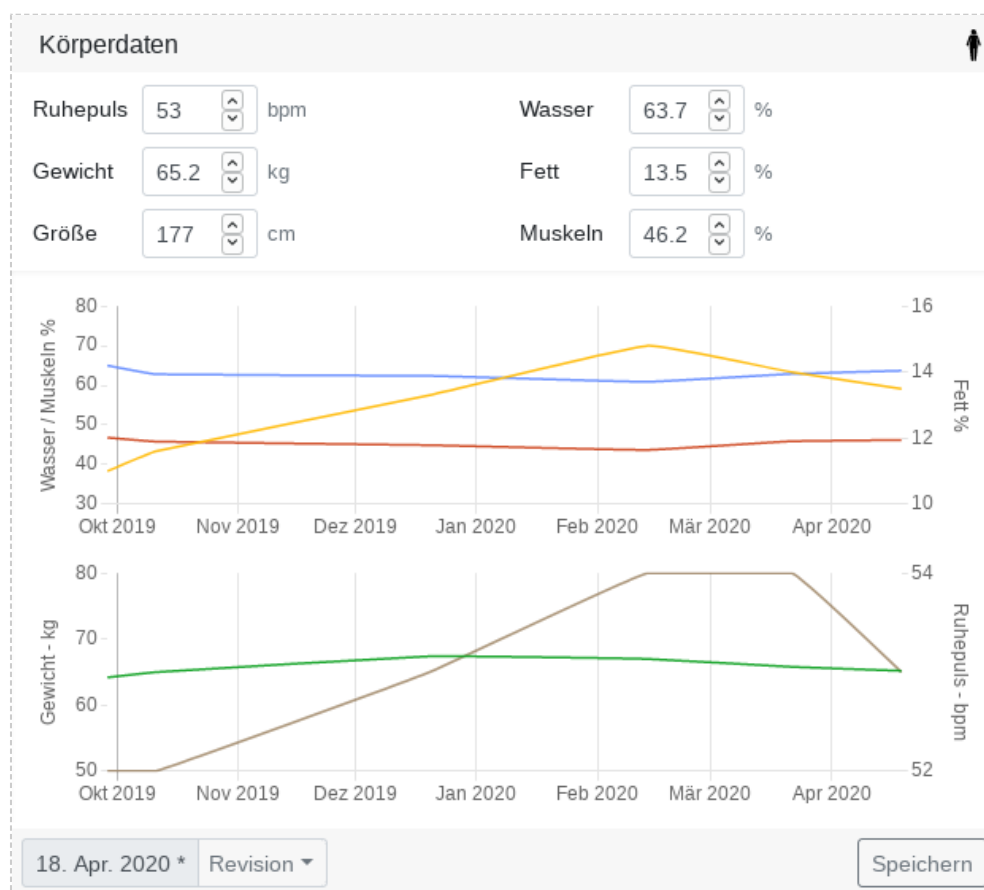 Körperdaten
Ruhepuls 53 bpm Wasser 63.7 %
Gewicht 65.2 kg Fett 13.5 %
Größe 177 cm Muskeln 46.2 %
80 16
70
60 14
50
40 12
30 10
Wasser / Muskeln %
Fett %
Okt 2019 Nov 2019 Dez 2019 Jan 2020 Feb 2020 Mär 2020 Apr 2020
80 54
70
60
50 52
Gewicht - kg
Ruhepuls - bpm
Okt 2019 Nov 2019 Dez 2019 Jan 2020 Feb 2020 Mär 2020 Apr 2020
18. Apr. 2020 * Revision Speichern